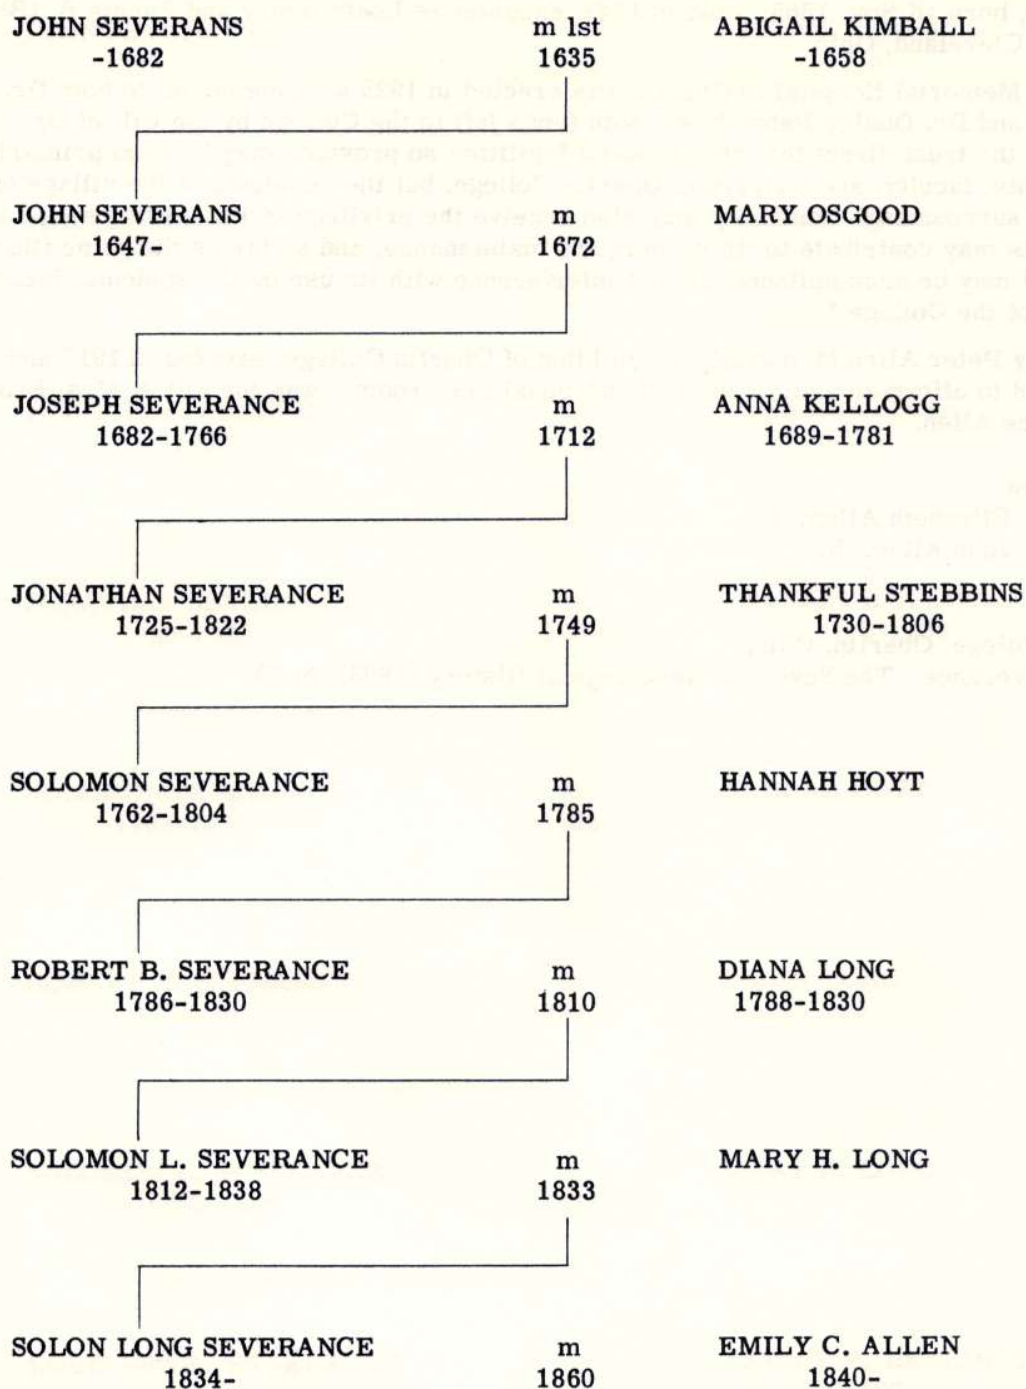 JOHN SEVERANS m 1st ABIGAIL KIMBALL
-1682 1635 -1658
JOHN SEVERANS m MARY OSGOOD
1647- 1672
JOSEPH SEVERANCE m ANNA KELLOGG
1682-1766 1712 1689-1781
JONATHAN SEVERANCE m THANKFUL STEBBINS
1725-1822 1749 1730-1806
SOLOMON SEVERANCE m HANNAH HOYT
1762-1804 1785
ROBERT B. SEVERANCE m DIANA LONG
1786-1830 1810 1788-1830
SOLOMON L. SEVERANCE m MARY H. LONG
1812-1838 1833
SOLON LONG SEVERANCE m EMILY C. ALLEN
1834- 1860 1840-